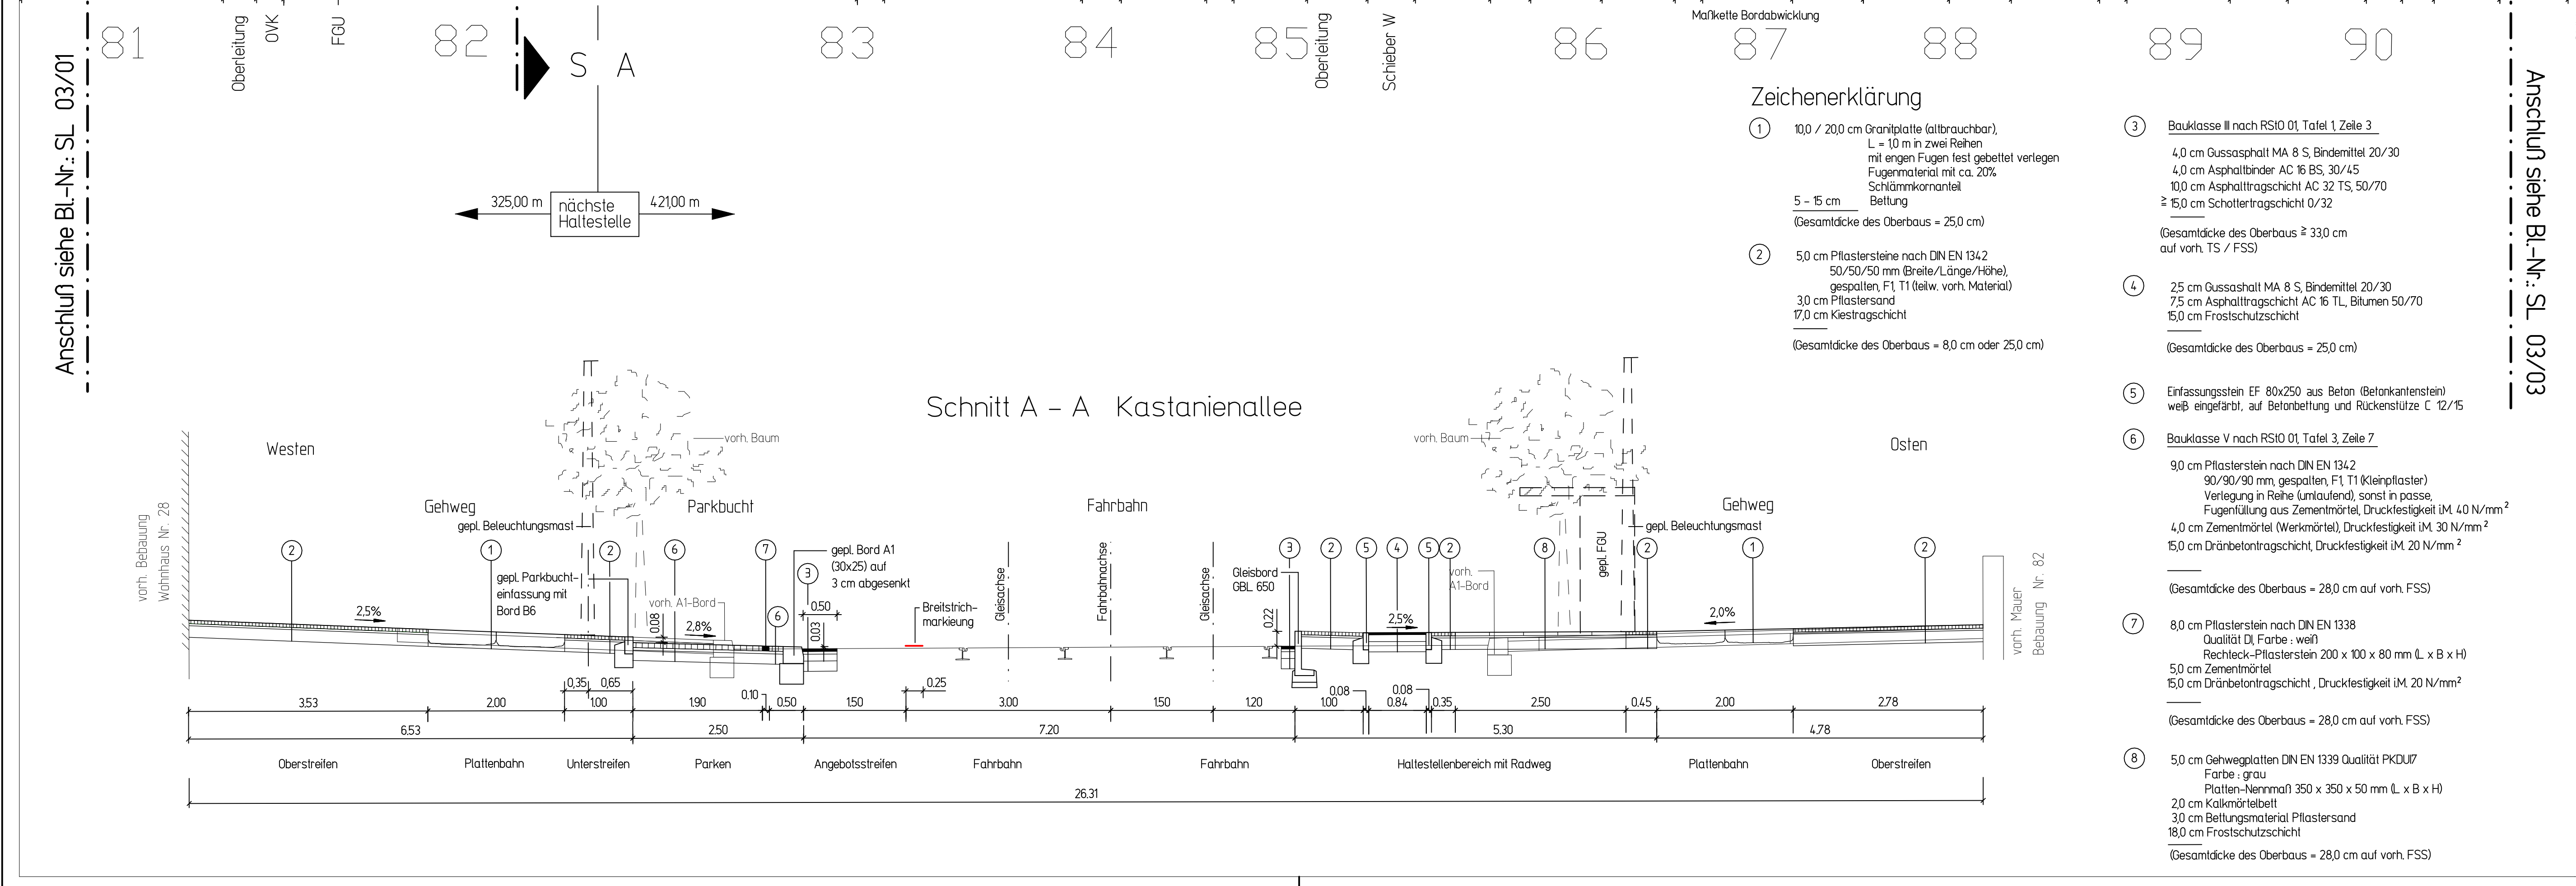 81
Oberleitung
OVK
FGU
82
S A
83
84
85
Oberleitung
Schieber W
86
Maßkette Bordabwicklung
87
88
89
90
Anschluß siehe Bl.-Nr.: SL 03/01
Anschluß siehe Bl.-Nr.: SL 03/03
325,00 m
nächste
Haltestelle
421,00 m
Zeichenerklärung
1
10,0 / 20,0 cm Granitplatte (altbrauchbar),
L = 1,0 m in zwei Reihen
mit engen Fugen fest gebettet verlegen
Fugenmaterial mit ca. 20%
Schlämmkornanteil
5 - 15 cm Bettung
(Gesamtdicke des Oberbaus = 25,0 cm)
2
5,0 cm Pflastersteine nach DIN EN 1342
50/50/50 mm (Breite/Länge/Höhe),
gespalten, F1, T1 (teilw. vorh. Material)
3,0 cm Pflastersand
17,0 cm Kiestragschicht
(Gesamtdicke des Oberbaus = 8,0 cm oder 25,0 cm)
3
Bauklasse III nach RStO 01, Tafel 1, Zeile 3
4,0 cm Gussasphalt MA 8 S, Bindemittel 20/30
4,0 cm Asphaltbinder AC 16 BS, 30/45
10,0 cm Asphalttragschicht AC 32 TS, 50/70
≧ 15,0 cm Schottertragschicht 0/32
(Gesamtdicke des Oberbaus ≧ 33,0 cm
auf vorh. TS / FSS)
4
2,5 cm Gussashalt MA 8 S, Bindemittel 20/30
7,5 cm Asphalttragschicht AC 16 TL, Bitumen 50/70
15,0 cm Frostschutzschicht
(Gesamtdicke des Oberbaus = 25,0 cm)
5
Einfassungsstein EF 80x250 aus Beton (Betonkantenstein)
weiß eingefärbt, auf Betonbettung und Rückenstütze C 12/15
6
Bauklasse V nach RStO 01, Tafel 3, Zeile 7
9,0 cm Pflasterstein nach DIN EN 1342
90/90/90 mm, gespalten, F1, T1 (Kleinpflaster)
Verlegung in Reihe (umlaufend), sonst in passe,
Fugenfüllung aus Zementmörtel, Druckfestigkeit i.M. 40 N/mm²
4,0 cm Zementmörtel (Werkmörtel), Druckfestigkeit i.M. 30 N/mm²
15,0 cm Dränbetontragschicht, Druckfestigkeit i.M. 20 N/mm²
(Gesamtdicke des Oberbaus = 28,0 cm auf vorh. FSS)
7
8,0 cm Pflasterstein nach DIN EN 1338
Qualität DI, Farbe : weiß
Rechteck-Pflasterstein 200 x 100 x 80 mm (L x B x H)
5,0 cm Zementmörtel
15,0 cm Dränbetontragschicht , Druckfestigkeit i.M. 20 N/mm²
(Gesamtdicke des Oberbaus = 28,0 cm auf vorh. FSS)
8
5,0 cm Gehwegplatten DIN EN 1339 Qualität PKDUI7
Farbe : grau
Platten-Nennmaß 350 x 350 x 50 mm (L x B x H)
2,0 cm Kalkmörtelbett
3,0 cm Bettungsmaterial Pflastersand
18,0 cm Frostschutzschicht
(Gesamtdicke des Oberbaus = 28,0 cm auf vorh. FSS)
Schnitt A - A Kastanienallee
Westen
Osten
vorh. Baum
vorh. Baum
vorh. Bebauung
Wohnhaus Nr. 28
Gehweg
gepl. Beleuchtungsmast
Parkbucht
Fahrbahn
Gehweg
gepl. Beleuchtungsmast
gepl. FGU
2
1
2
6
7
3
6
3
2
5
4
5
2
8
2
1
2
gepl. Parkbucht-
einfassung mit
Bord B6
vorh. A1-Bord
gepl. Bord A1
(30x25) auf
3 cm abgesenkt
Breitstrich-
markieung
Gleisachse
Fahrbahnachse
Gleisachse
Gleisbord
GBL 650
vorh.
A1-Bord
vorh. Mauer
Bebauung Nr. 82
2,5%
0.08
2,8%
0.50
0.03
0.22
2,5%
2,0%
0,35
0,65
0.10
0.25
0.08
0.08
3.53
2.00
1.00
1.90
0.50
1.50
3.00
1.50
1.20
1.00
0.84
0.35
2.50
0.45
2.00
2.78
6.53
2.50
7.20
5.30
4.78
Oberstreifen
Plattenbahn
Unterstreifen
Parken
Angebotsstreifen
Fahrbahn
Fahrbahn
Haltestellenbereich mit Radweg
Plattenbahn
Oberstreifen
26.31